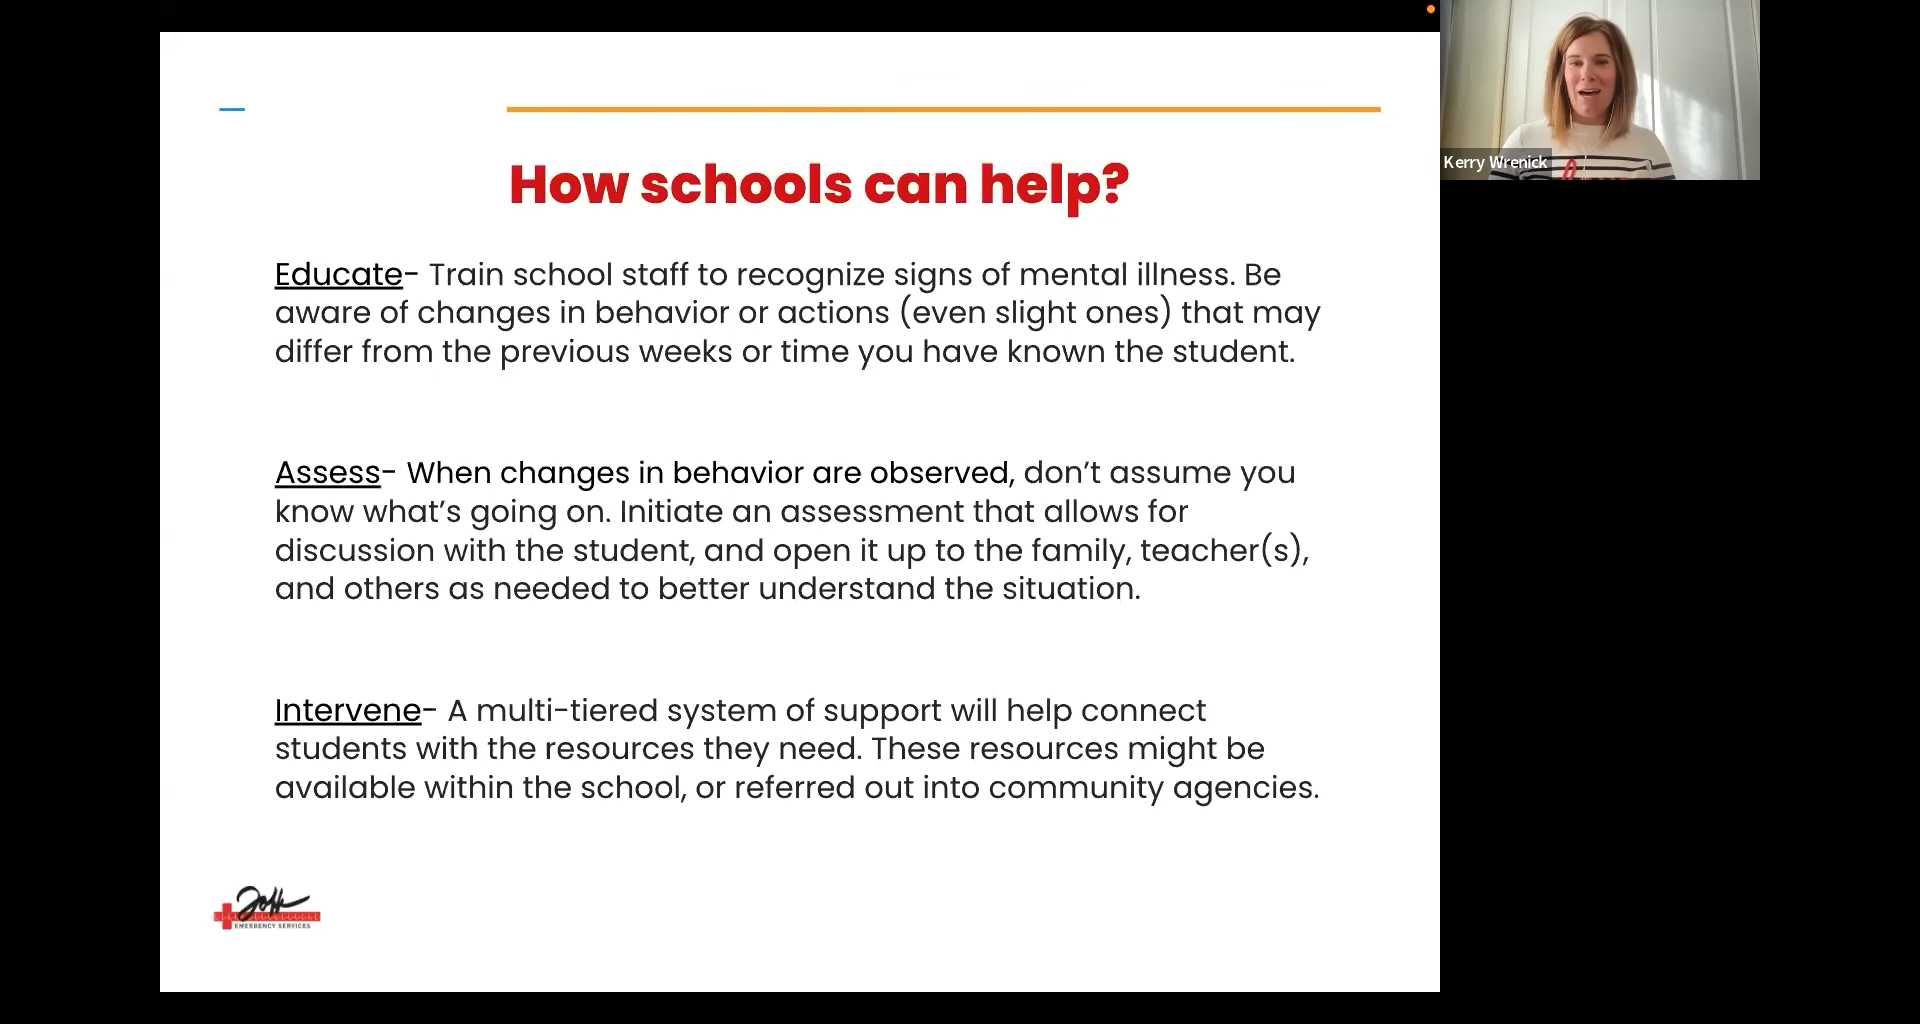 How schools can help?
Educate- Train school staff to recognize signs of mental illness. Be
aware of changes in behavior or actions (even slight ones) that may
differ from the previous weeks or time you have known the student.
Assess- When changes in behavior are observed, don’t assume you
know what’s going on. Initiate an assessment that allows for
discussion with the student, and open it up to the family, teacher(s),
and others as needed to better understand the situation.
Intervene- A multi-tiered system of support will help connect
students with the resources they need. These resources might be
available within the school, or referred out into community agencies.
Joffe
EMERGENCY SERVICES
Kerry Wrenick